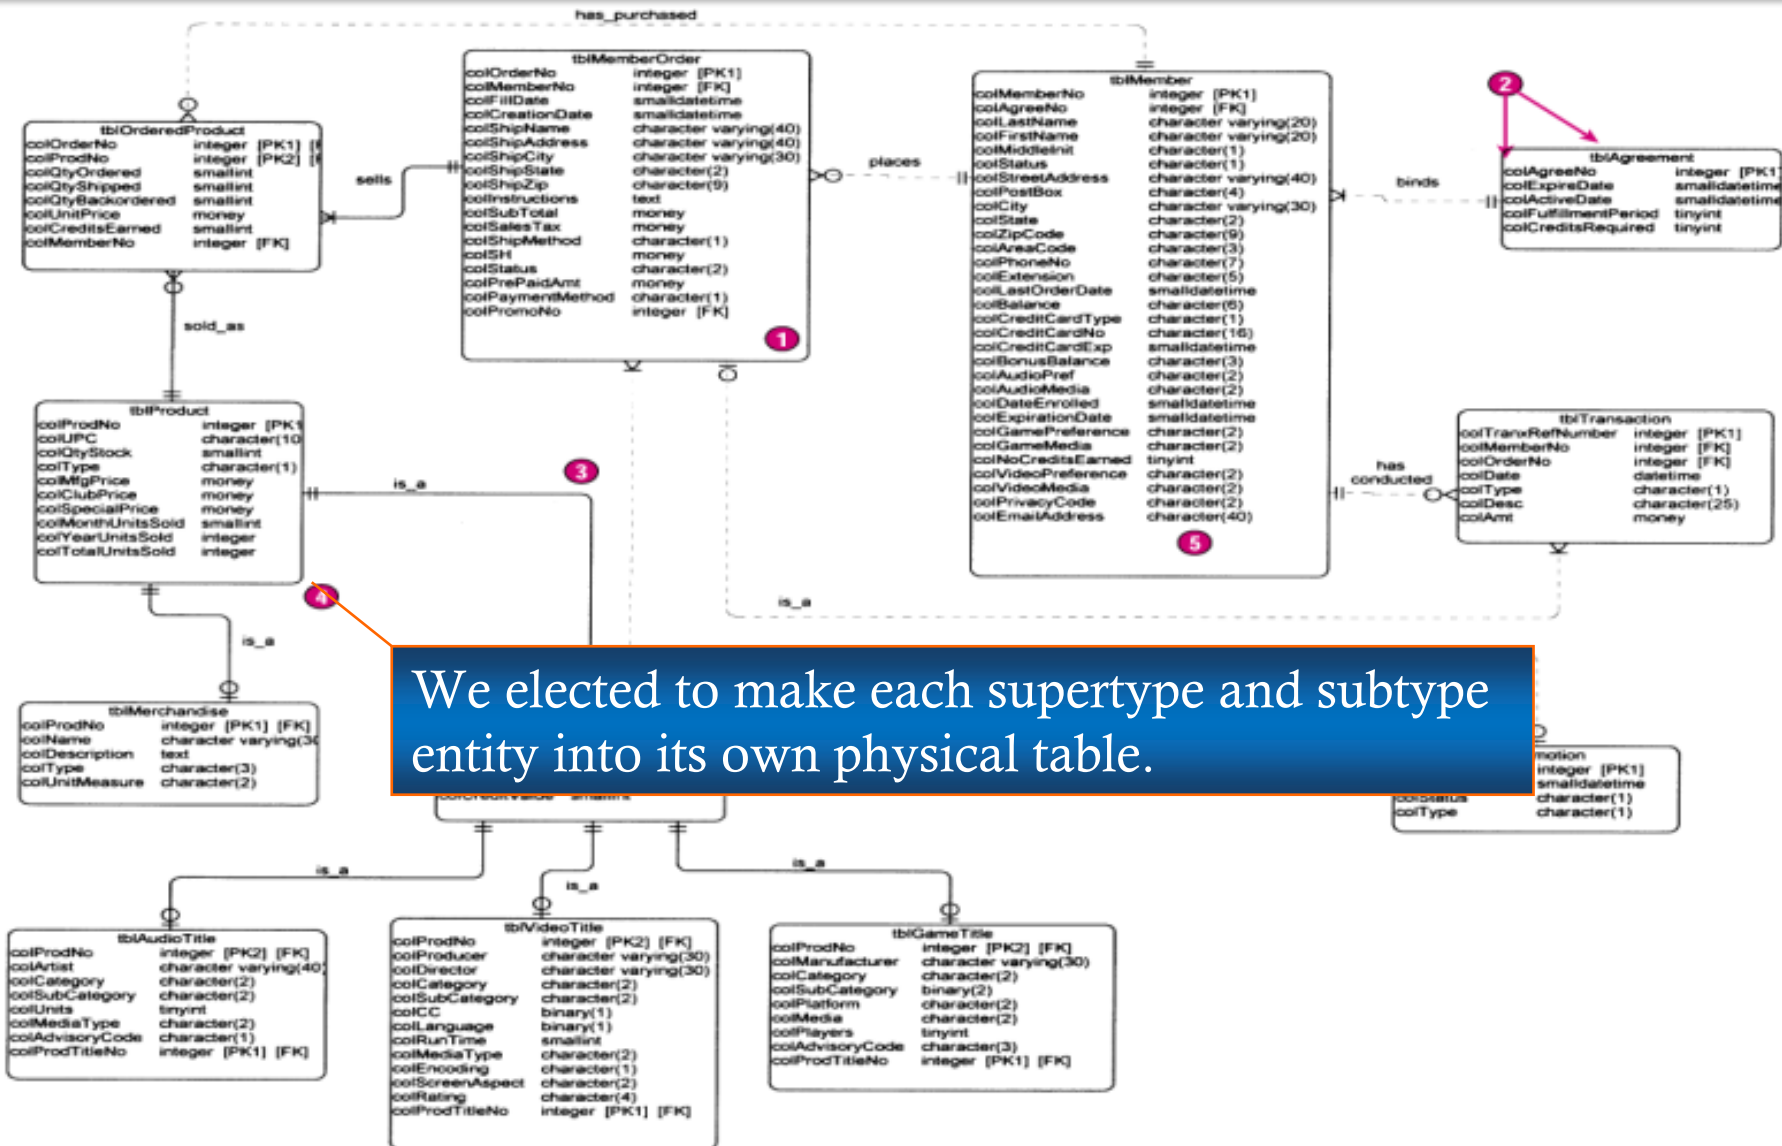 has_purchased
tblMemberOrder
colOrderNo integer [PK1]
colMemberNo integer [FK]
colFillDate smalldatetime
colCreationDate smalldatetime
colShipName character varying(40)
colShipAddress character varying(40)
colShipCity character varying(30)
colShipState character(2)
colShipZip character(9)
colInstructions text
colSubTotal money
colSalesTax money
colShipMethod character(1)
colSH money
colStatus character(2)
colPrePaidAmt money
colPaymentMethod character(1)
colPromoNo integer [FK]
1
tblMember
colMemberNo integer [PK1]
colAgreeNo integer [FK]
colLastName character varying(20)
colFirstName character varying(20)
colMiddleInit character(1)
colStatus character(1)
colStreetAddress character varying(40)
colPostBox character(4)
colCity character varying(30)
colState character(2)
colZipCode character(9)
colAreaCode character(3)
colPhoneNo character(7)
colExtension character(5)
colLastOrderDate smalldatetime
colBalance character(6)
colCreditCardType character(1)
colCreditCardNo character(16)
colCreditCardExp smalldatetime
colBonusBalance character(3)
colAudioPref character(2)
colAudioMedia character(2)
colDateEnrolled smalldatetime
colExpirationDate smalldatetime
colGamePreference character(2)
colGameMedia character(2)
colNoCreditsEarned tinyint
colVideoPreference character(2)
colVideoMedia character(2)
colPrivacyCode character(2)
colEmailAddress character(40)
5
2
tblAgreement
colAgreeNo integer [PK1]
colExpireDate smalldatetime
colActiveDate smalldatetime
colFulfillmentPeriod tinyint
colCreditsRequired tinyint
tblOrderedProduct
colOrderNo integer [PK1] [
colProdNo integer [PK2] [
colQtyOrdered smallint
colQtyShipped smallint
colQtyBackordered smallint
colUnitPrice money
colCreditsEarned smallint
colMemberNo integer [FK]
sells
places
binds
sold_as
tblProduct
colProdNo integer [PK1
colUPC character(10
colQtyStock smallint
colType character(1)
colMfgPrice money
colClubPrice money
colSpecialPrice money
colMonthUnitsSold smallint
colYearUnitsSold integer
colTotalUnitsSold integer
3
is_a
4
has
conducted
tblTransaction
colTranxRefNumber integer [PK1]
colMemberNo integer [FK]
colOrderNo integer [FK]
colDate datetime
colType character(1)
colDesc character(25)
colAmt money
is_a
is_a
We elected to make each supertype and subtype
entity into its own physical table.
tblMerchandise
colProdNo integer [PK1] [FK]
colName character varying(30
colDescription text
colType character(3)
colUnitMeasure character(2)
colCreditValue smallint
motion
integer [PK1]
smalldatetime
colStatus character(1)
colType character(1)
is_a
is_a
is_a
tblAudioTitle
colProdNo integer [PK2] [FK]
colArtist character varying(40)
colCategory character(2)
colSubCategory character(2)
colUnits tinyint
colMediaType character(2)
colAdvisoryCode character(1)
colProdTitleNo integer [PK1] [FK]
tblVideoTitle
colProdNo integer [PK2] [FK]
colProducer character varying(30)
colDirector character varying(30)
colCategory character(2)
colSubCategory character(2)
colCC binary(1)
colLanguage binary(1)
colRunTime smallint
colMediaType character(2)
colEncoding character(1)
colScreenAspect character(2)
colRating character(4)
colProdTitleNo integer [PK1] [FK]
tblGameTitle
colProdNo integer [PK2] [FK]
colManufacturer character varying(30)
colCategory character(2)
colSubCategory binary(2)
colPlatform character(2)
colMedia character(2)
colPlayers tinyint
colAdvisoryCode character(3)
colProdTitleNo integer [PK1] [FK]